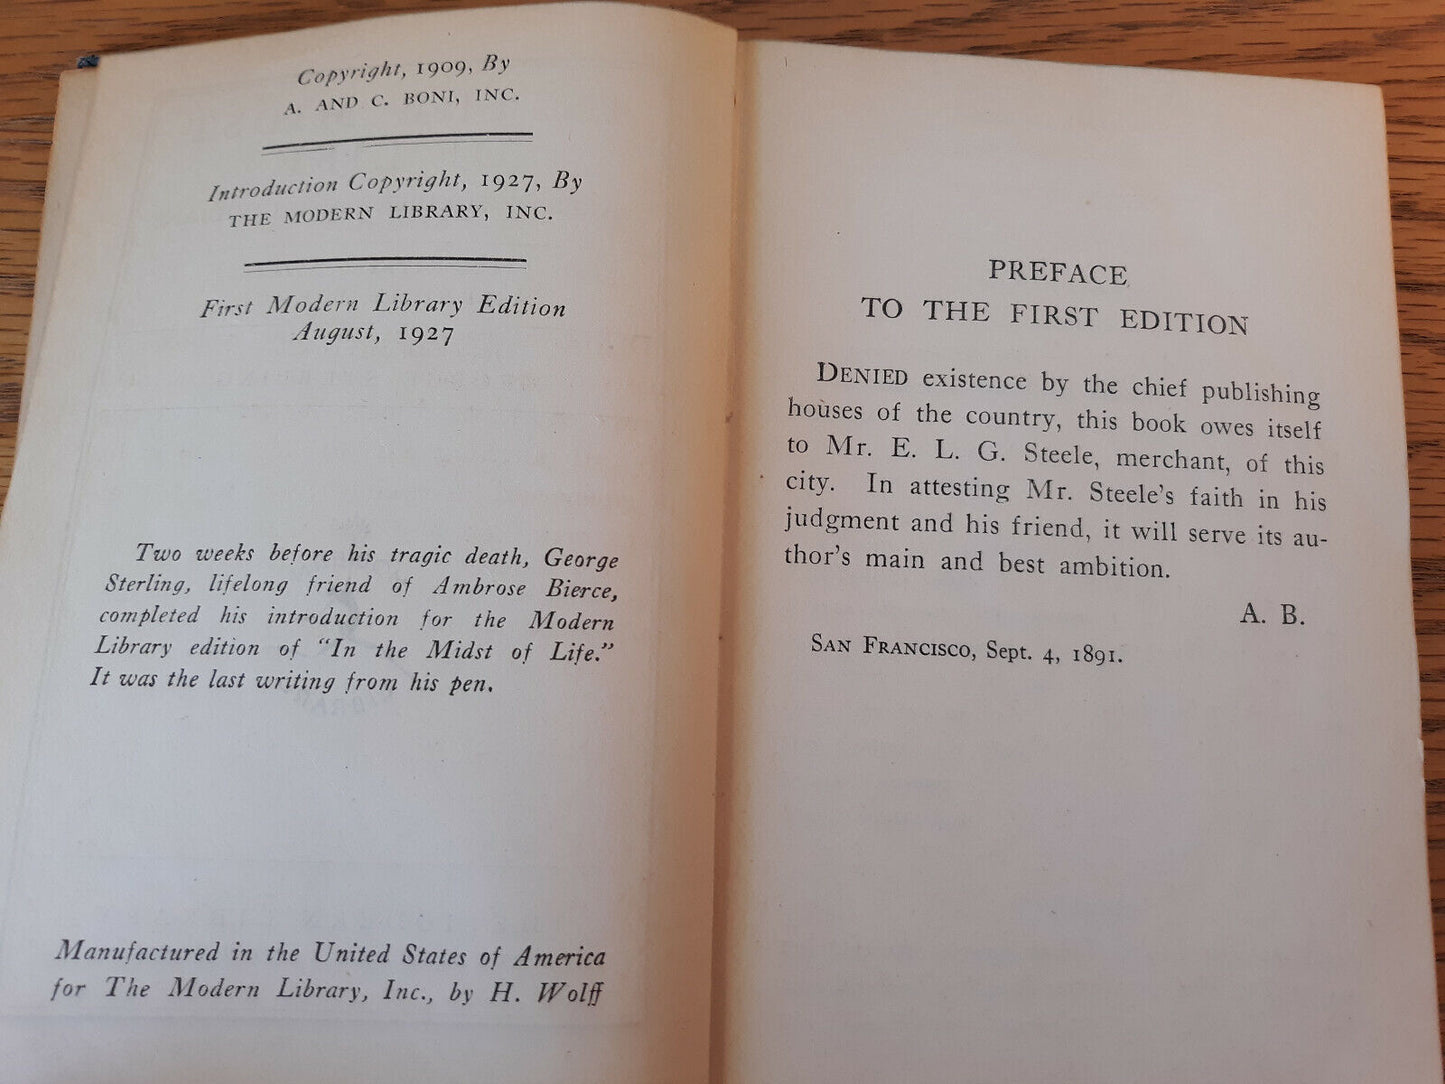 Copyright, 1909, By
A. AND C. BONI, INC.
Introduction Copyright, 1927, By
THE MODERN LIBRARY, INC.
First Modern Library Edition
August, 1927
Two weeks before his tragic death, George
Sterling, lifelong friend of Ambrose Bierce,
completed his introduction for the Modern
Library edition of “In the Midst of Life.”
It was the last writing from his pen.
Manufactured in the United States of America
for The Modern Library, Inc., by H. Wolff
PREFACE
TO THE FIRST EDITION
DENIED existence by the chief publishing
houses of the country, this book owes itself
to Mr. E. L. G. Steele, merchant, of this
city. In attesting Mr. Steele’s faith in his
judgment and his friend, it will serve its au-
thor’s main and best ambition.
A. B.
SAN FRANCISCO, Sept. 4, 1891.